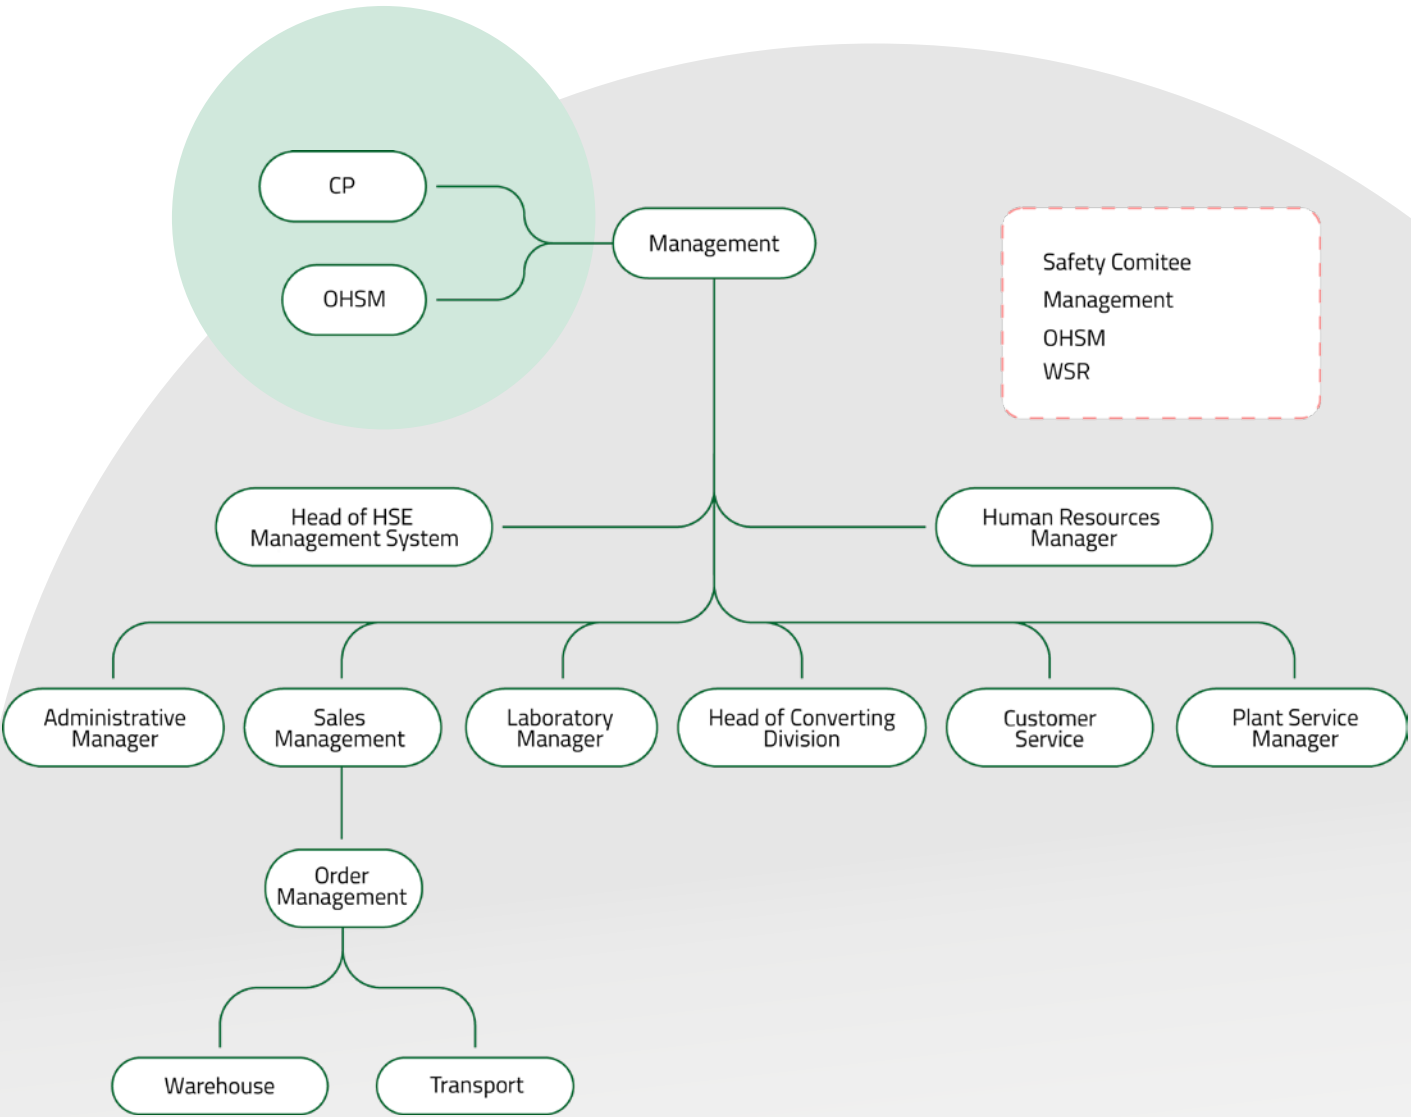 CP
OHSM
Management
Safety Comitee
Management
OHSM
WSR
Head of HSE
Management System
Human Resources
Manager
Administrative
Manager
Sales
Management
Laboratory
Manager
Head of Converting
Division
Customer
Service
Plant Service
Manager
Order
Management
Warehouse
Transport